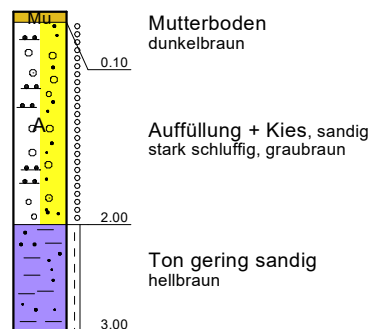 Mu
Mutterboden
dunkelbraun
0.10
A
Auffüllung + Kies, sandig
stark schluffig, graubraun
2.00
Ton gering sandig
hellbraun
3.00